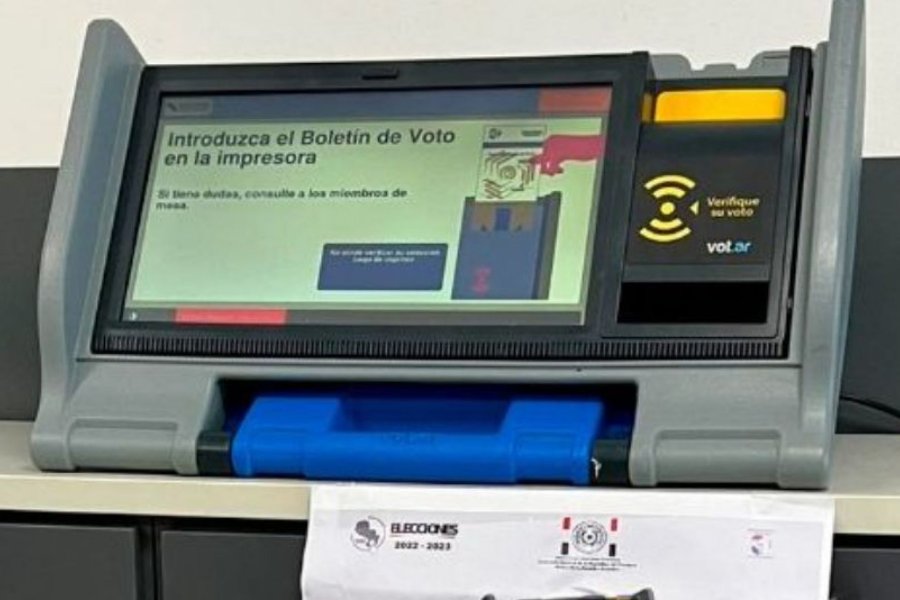 Introduzca el Boletín de Voto
en la impresora
Si tiene dudas, consulte a los miembros de
mesa.
Verifique
su voto
vot.ar
ELECCIONES
2022 - 2023